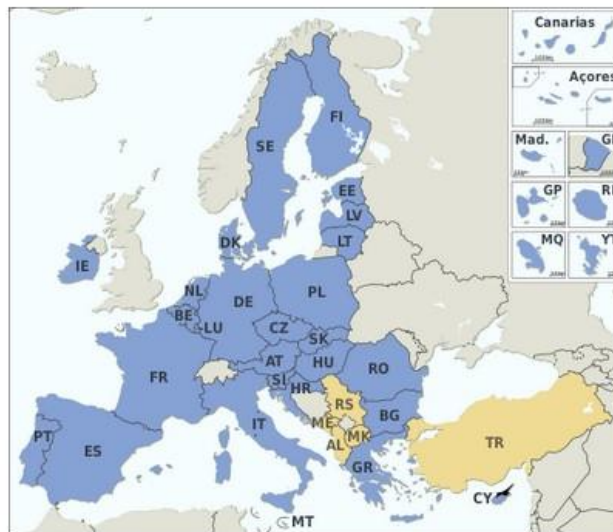 Canarias
Açores
Mad.
GP
MQ
FI
SE
EE
LV
LT
DK
IE
NL
BE
LU
DE
PL
CZ
SK
AT
HU
SI
HR
RO
FR
RS
ME
BG
MK
AL
IT
PT
ES
GR
TR
CY
MT